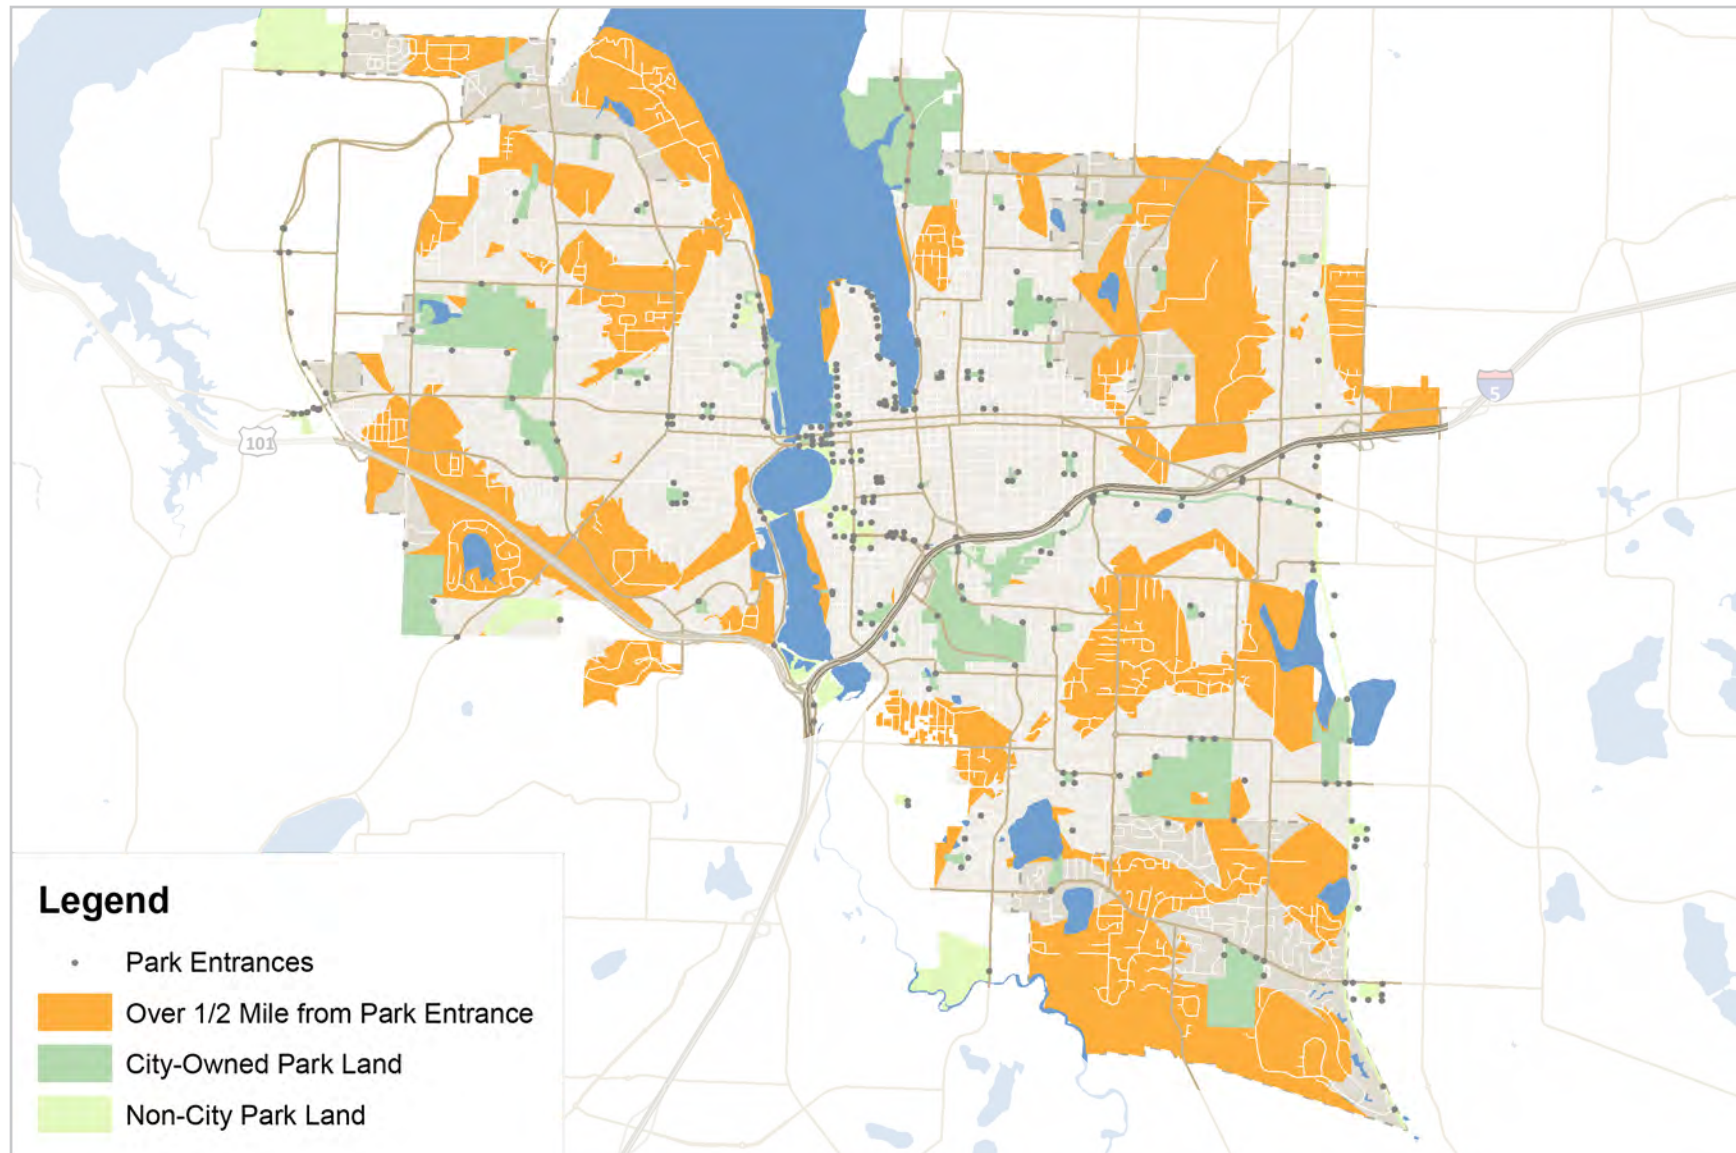 5
101
Legend
Park Entrances
Over 1/2 Mile from Park Entrance
City-Owned Park Land
Non-City Park Land